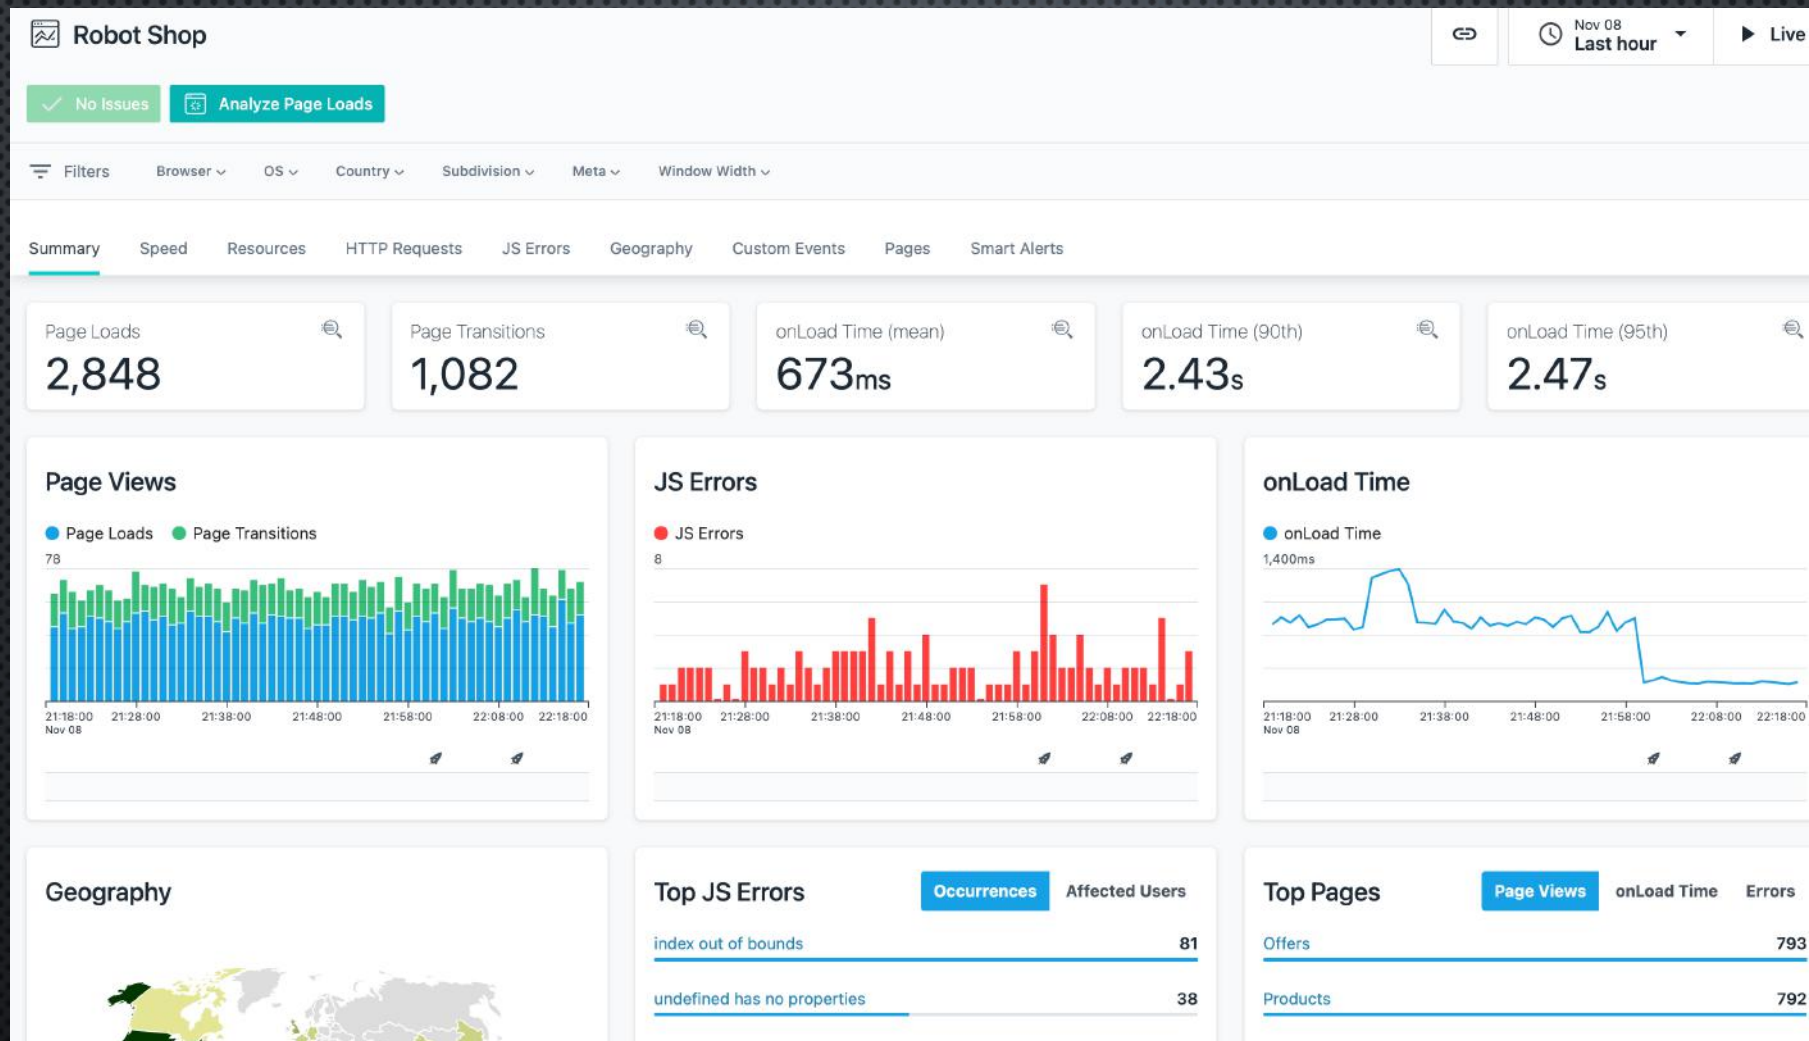 Robot Shop
Nov 08
Last hour
Live
No Issues
Analyze Page Loads
Filters Browser OS Country Subdivision Meta Window Width
Summary Speed Resources HTTP Requests JS Errors Geography Custom Events Pages Smart Alerts
Page Loads
2,848
Page Transitions
1,082
onLoad Time (mean)
673ms
onLoad Time (90th)
2.43s
onLoad Time (95th)
2.47s
Page Views
Page Loads Page Transitions
78
21:18:00 21:28:00 21:38:00 21:48:00 21:58:00 22:08:00 22:18:00
Nov 08
JS Errors
JS Errors
8
21:18:00 21:28:00 21:38:00 21:48:00 21:58:00 22:08:00 22:18:00
Nov 08
onLoad Time
onLoad Time
1,400ms
21:18:00 21:28:00 21:38:00 21:48:00 21:58:00 22:08:00 22:18:00
Nov 08
Geography
Top JS Errors Occurrences Affected Users
index out of bounds 81
undefined has no properties 38
Top Pages Page Views onLoad Time Errors
Offers 793
Products 792